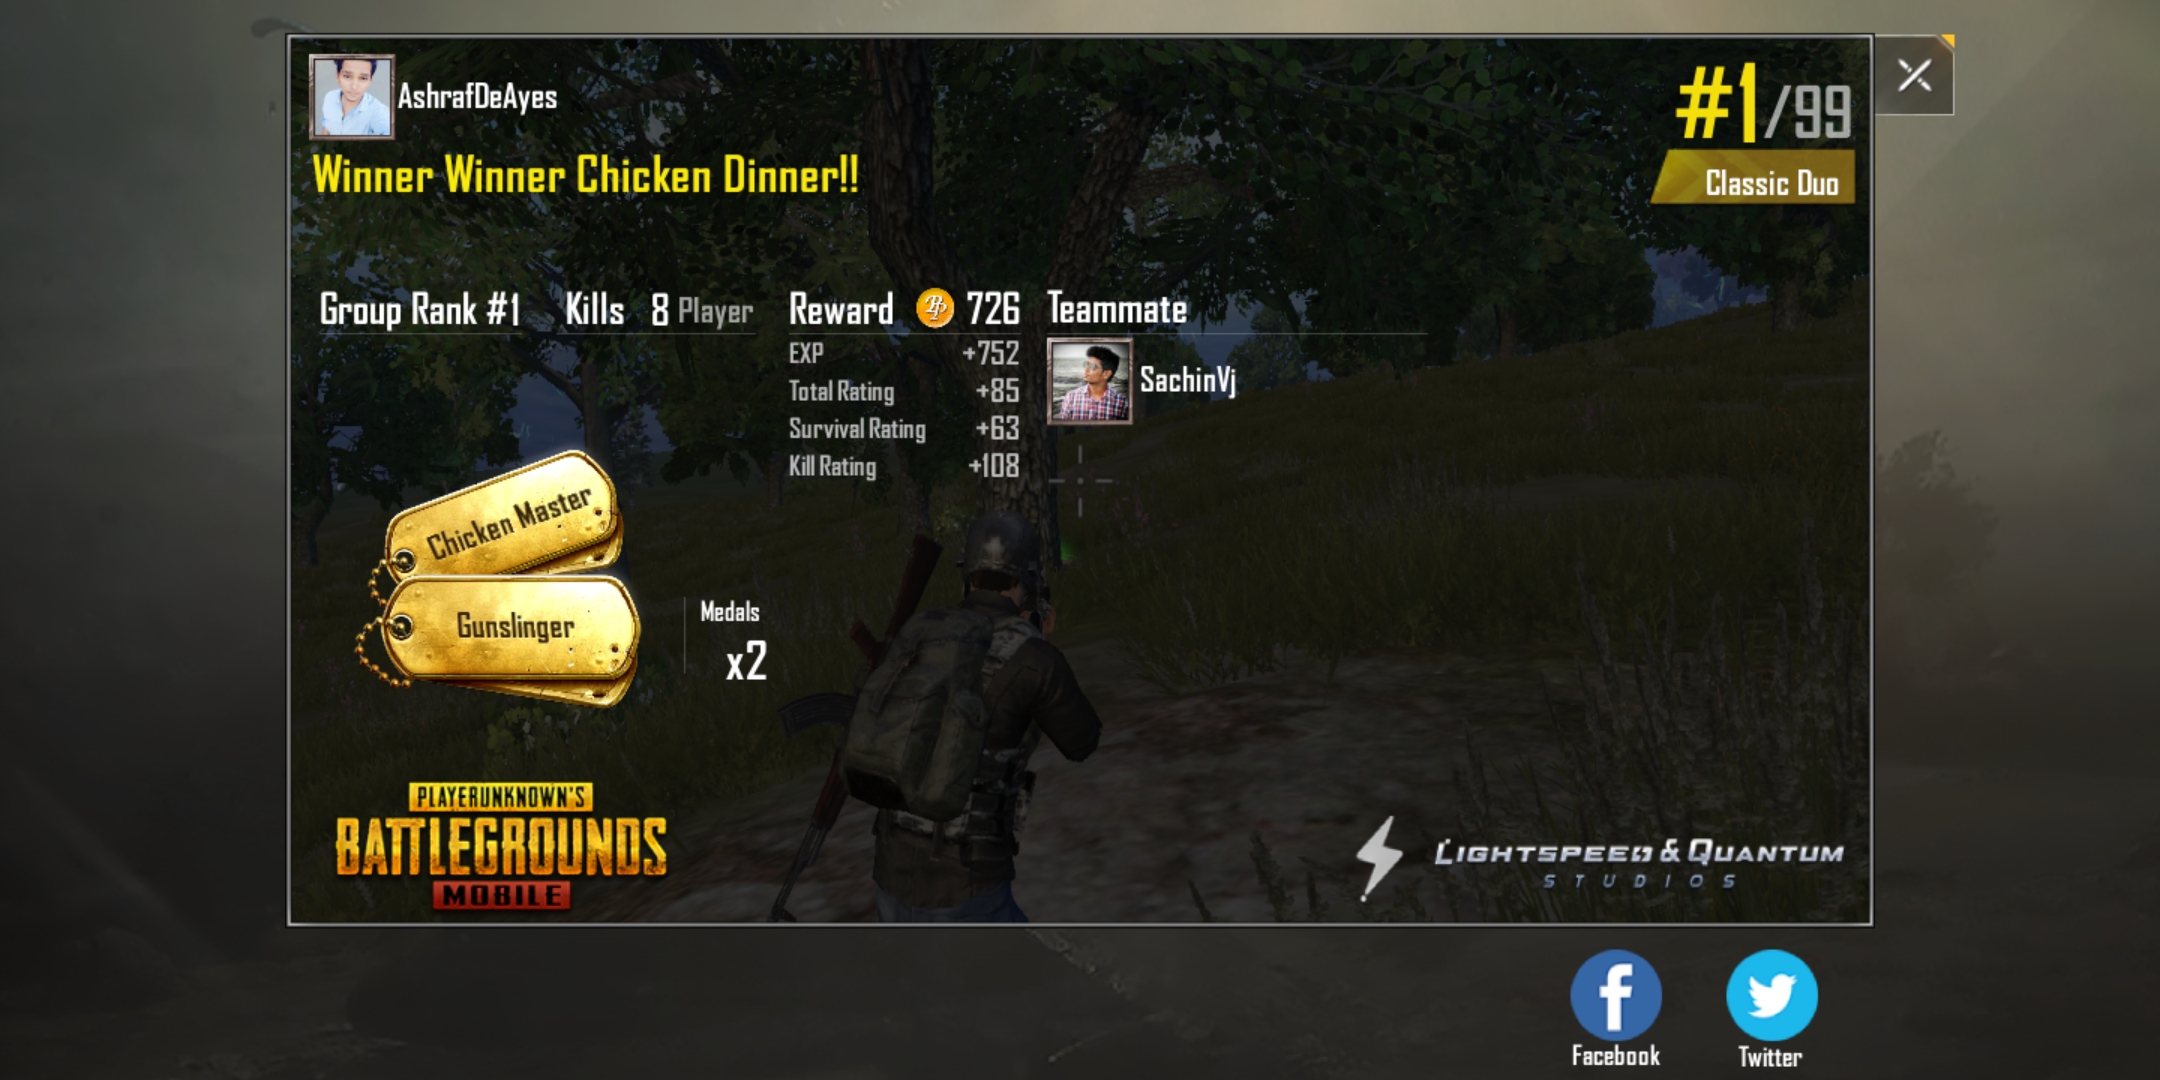 AshrafDeAyes
#1/99
Winner Winner Chicken Dinner!!
Classic Duo
Group Rank #1 Kills 8 Player Reward 726 Teammate
EXP +752
Total Rating +85
SachinVj
Survival Rating +63
Kill Rating +108
Chicken Master
Gunslinger
Medals
x2
PLAYERUNKNOWN'S
BATTLEGROUNDS
MOBILE
LIGHTSPEED & QUANTUM
STUDIOS
Facebook Twitter